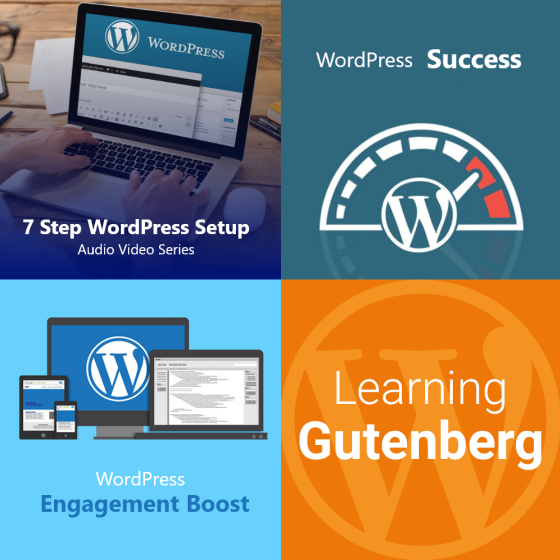 WORDPRESS
7 Step WordPress Setup
Audio Video Series
WordPress Success
WordPress
Engagement Boost
Learning
Gutenberg